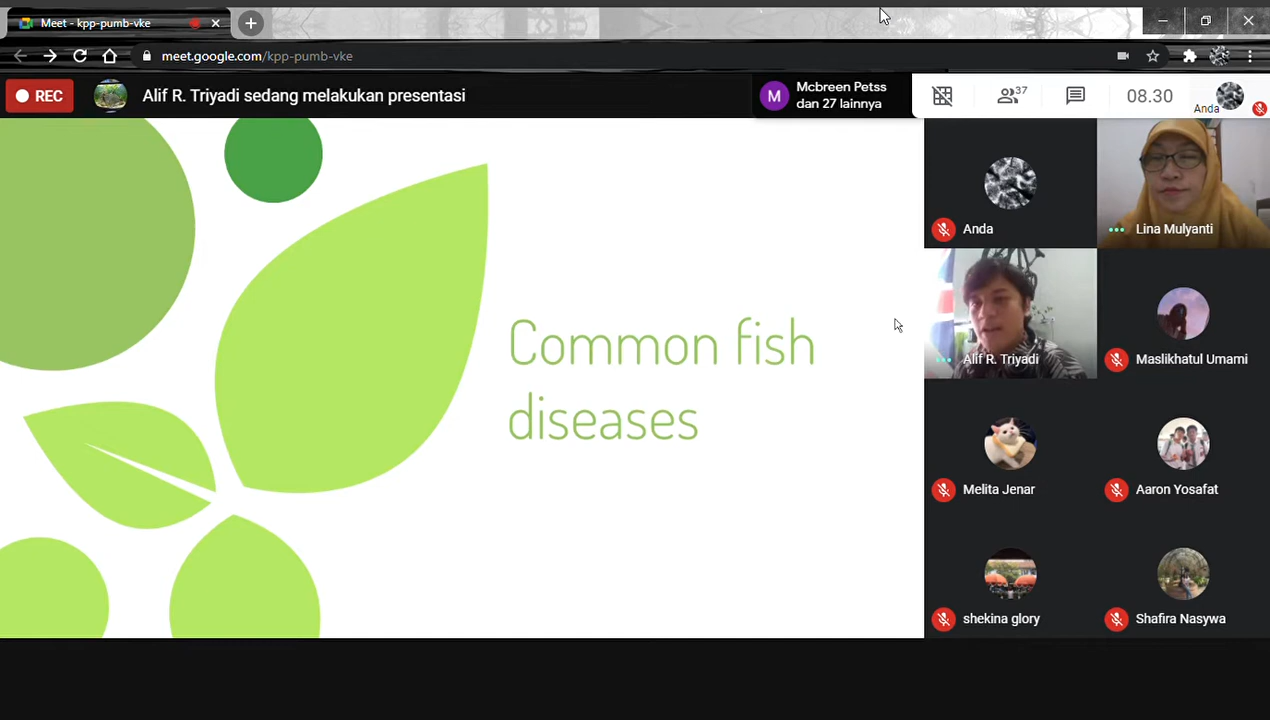 Meet - kpp-pumb-vke
meet.google.com/kpp-pumb-vke
REC
Alif R. Triyadi sedang melakukan presentasi
M
Mcbreen Petss
dan 27 lainnya
37
08.30
Anda
Common fish
diseases
Anda
Lina Mulyanti
Alif R. Triyadi
Maslikhatul Umami
Melita Jenar
Aaron Yosafat
shekina glory
Shafira Nasywa